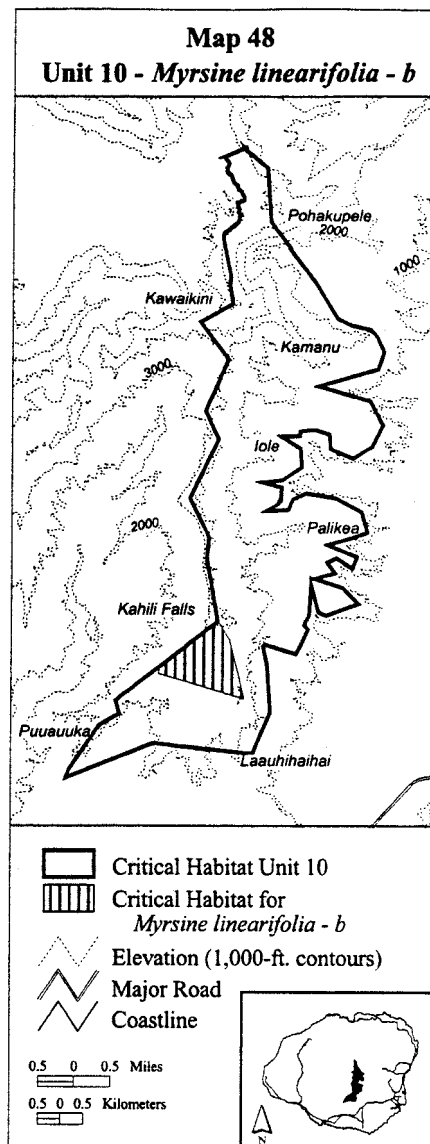 Map 48
Unit 10 - Myrsine linearifolia - b
Pohakupele
2000
1000
Kawaikini
Kamanu
3000
Iole
2000
Palikea
Kahili Falls
Puuauuka
Laauhihaihai
Critical Habitat Unit 10
Critical Habitat for
Myrsine linearifolia - b
Elevation (1,000-ft. contours)
Major Road
Coastline
0.5 0 0.5 Miles
0.5 0 0.5 Kilometers
N